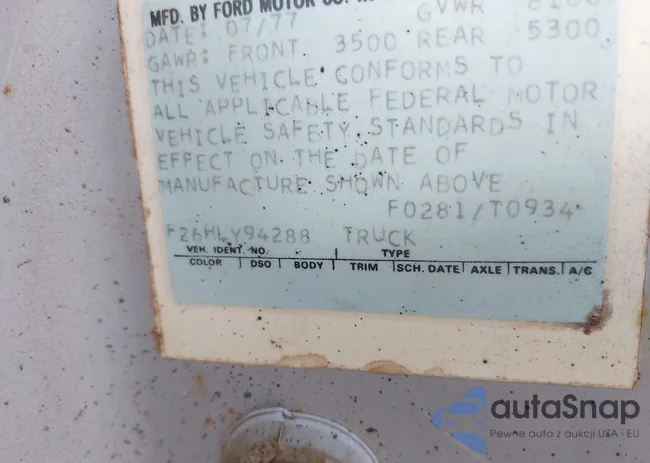 MFD. BY FORD MOTOR CO.
DATE: 07/77 GVWR 8100
GAWR: FRONT. 3500 REAR 5300
THIS VEHICLE CONFORMS TO
ALL APPLICABLE FEDERAL MOTOR
VEHICLE SAFETY STANDARDS IN
EFFECT ON THE DATE OF
MANUFACTURE SHOWN ABOVE
F0281/T0934
F26HLY94288 TRUCK
VEH. IDENT. NO. TYPE
COLOR DSO BODY TRIM SCH. DATE AXLE TRANS. A/C
autaSnap
Pewne auta z aukcji USA i EU